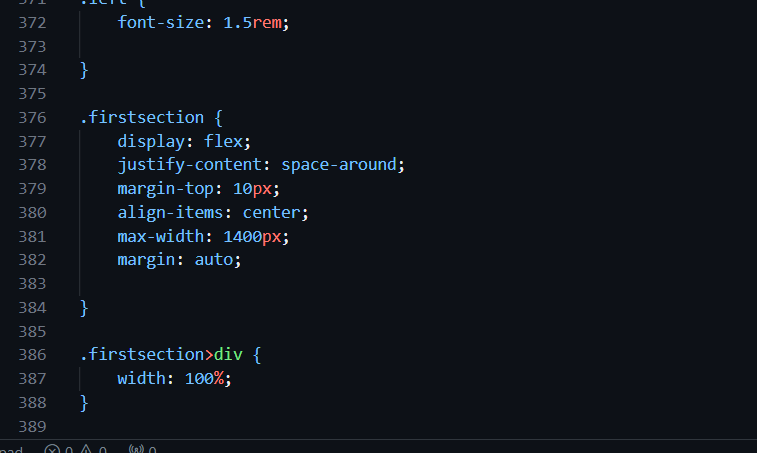 371 .left {
372 font-size: 1.5rem;
373
374 }
375
376 .firstsection {
377 display: flex;
378 justify-content: space-around;
379 margin-top: 10px;
380 align-items: center;
381 max-width: 1400px;
382 margin: auto;
383
384 }
385
386 .firstsection>div {
387 width: 100%;
388 }
389
0 0 0